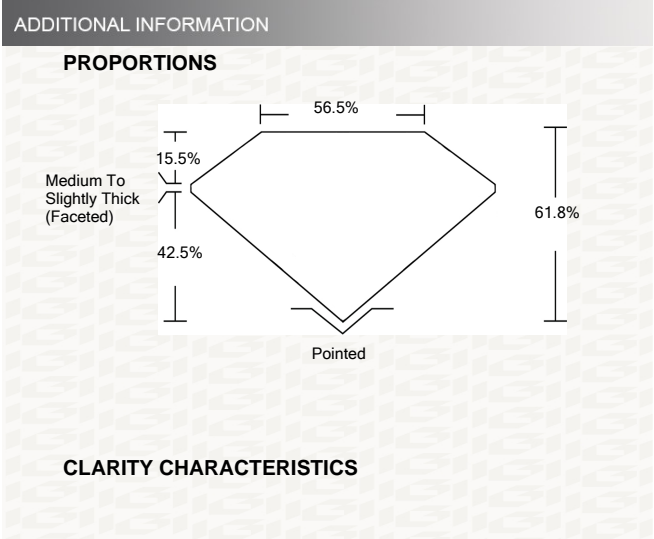 ADDITIONAL INFORMATION
PROPORTIONS
56.5%
15.5%
Medium To
Slightly Thick
(Faceted)
61.8%
42.5%
Pointed
CLARITY CHARACTERISTICS